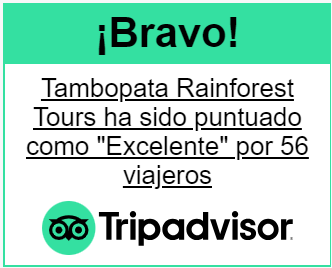 ¡Bravo!
Tambopata Rainforest
Tours ha sido puntuado
como "Excelente" por 56
viajeros
Tripadvisor